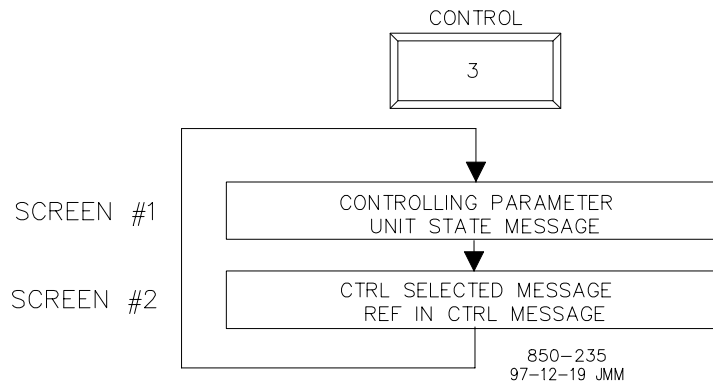 CONTROL
3
SCREEN #1
CONTROLLING PARAMETER
UNIT STATE MESSAGE
SCREEN #2
CTRL SELECTED MESSAGE
REF IN CTRL MESSAGE
850-235
97-12-19 JMM